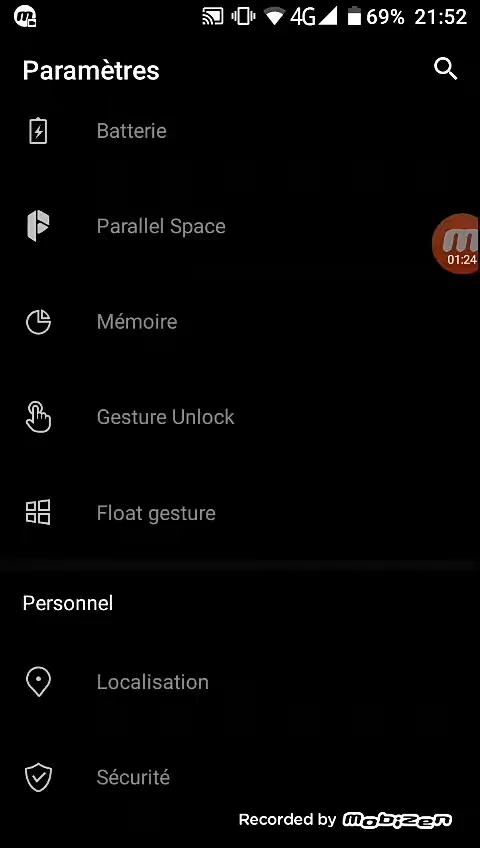 4G 69% 21:52
Paramètres
Batterie
Parallel Space
01:24
Mémoire
Gesture Unlock
Float gesture
Personnel
Localisation
Sécurité
Recorded by Mobizen